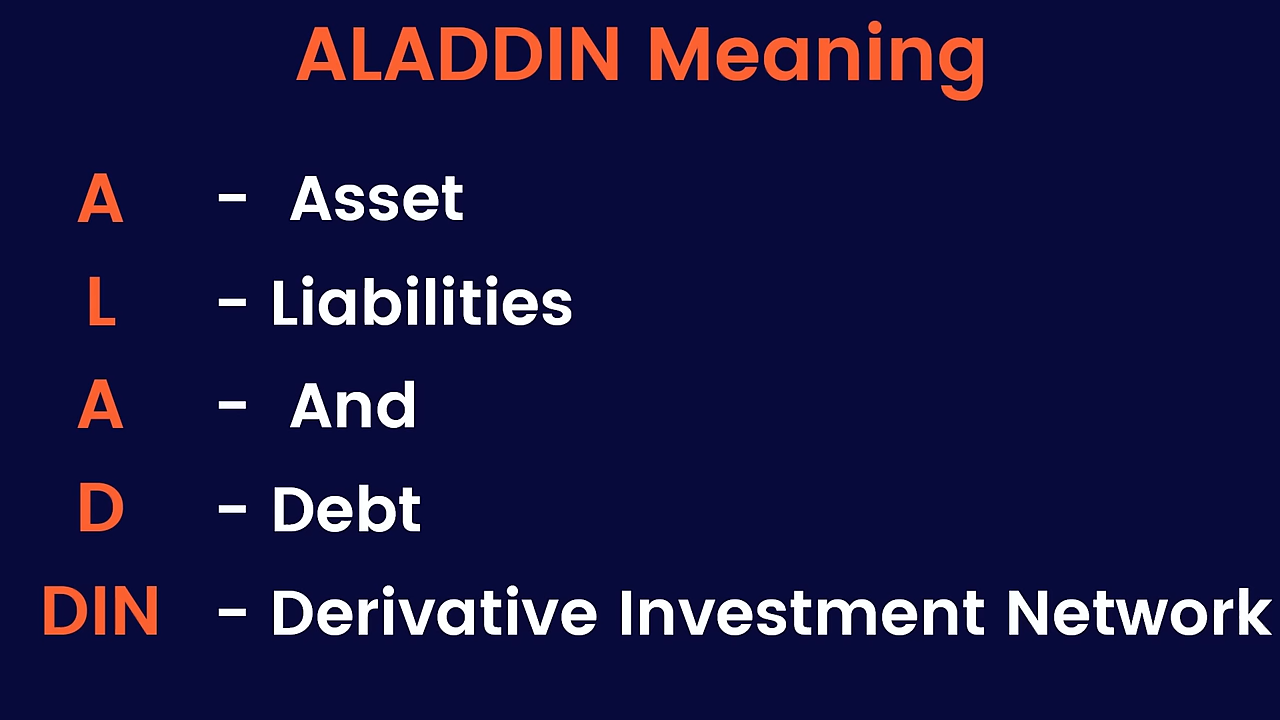 ALADDIN Meaning
A - Asset
L - Liabilities
A - And
D - Debt
DIN - Derivative Investment Network